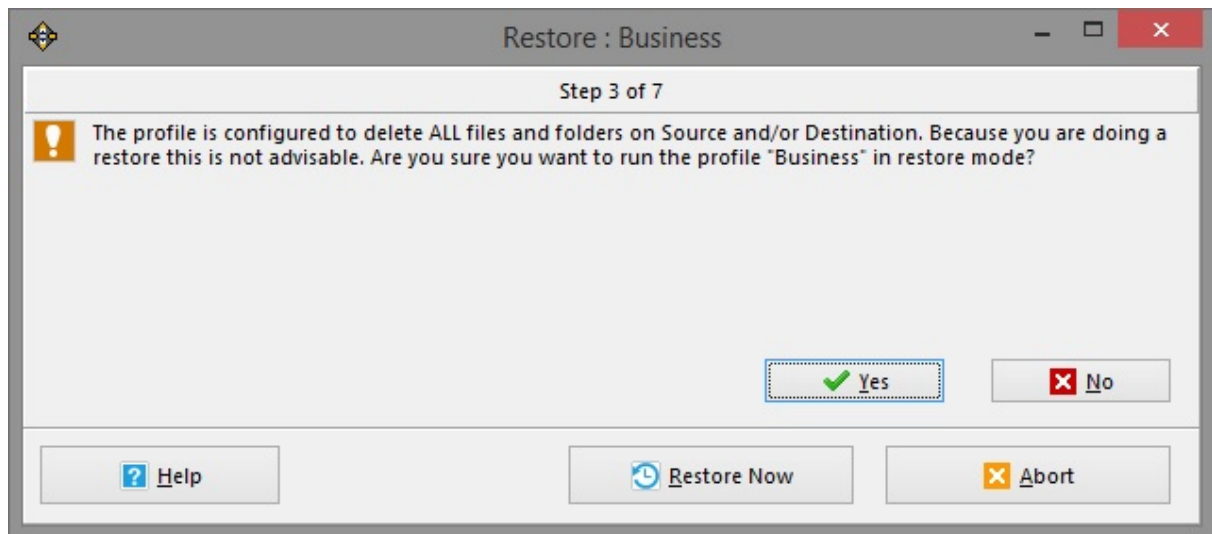 Restore : Business
Step 3 of 7
The profile is configured to delete ALL files and folders on Source and/or Destination. Because you are doing a
restore this is not advisable. Are you sure you want to run the profile "Business" in restore mode?
Yes
No
Help
Restore Now
Abort